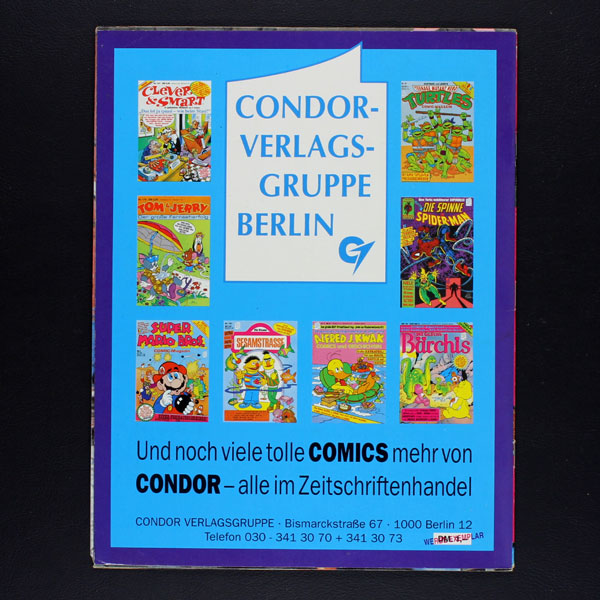 CONDOR-
VERLAGS-
GRUPPE
BERLIN
CLEVER
& SMART
TURTLES
TOM & JERRY
DIE SPINNE
SPIDER-MAN
SUPER
MARIO BROS.
SESAMSTRASSE
ALFRED J. KWAK
Bärchis
Und noch viele tolle COMICS mehr von
CONDOR – alle im Zeitschriftenhandel
CONDOR VERLAGSGRUPPE · Bismarckstraße 67 · 1000 Berlin 12
Telefon 030 - 341 30 70 + 341 30 73